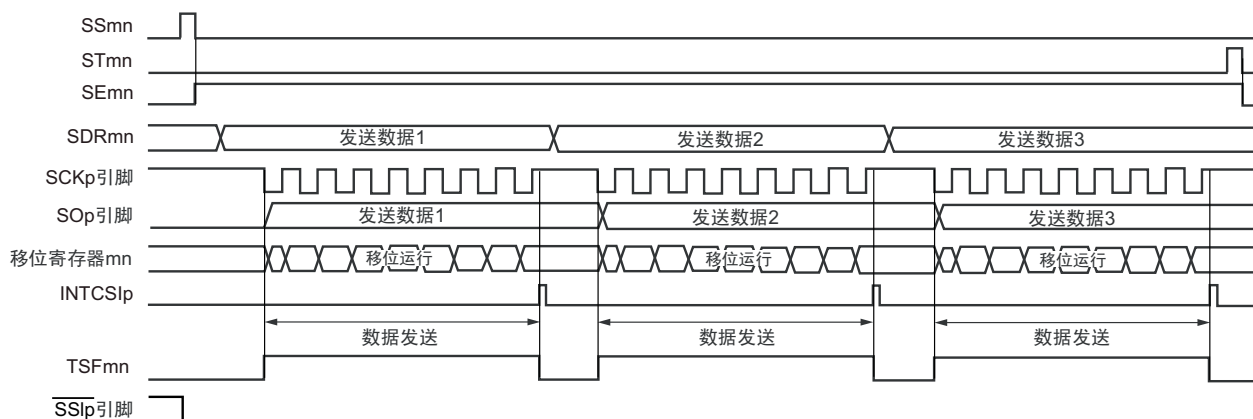 SSmn
STmn
SEmn
SDRmn 发送数据1 发送数据2 发送数据3
SCKp引脚
SOp引脚 发送数据1 发送数据2 发送数据3
移位寄存器mn 移位运行 移位运行 移位运行
INTCSIp
数据发送 数据发送 数据发送
TSFmn
SSIp引脚